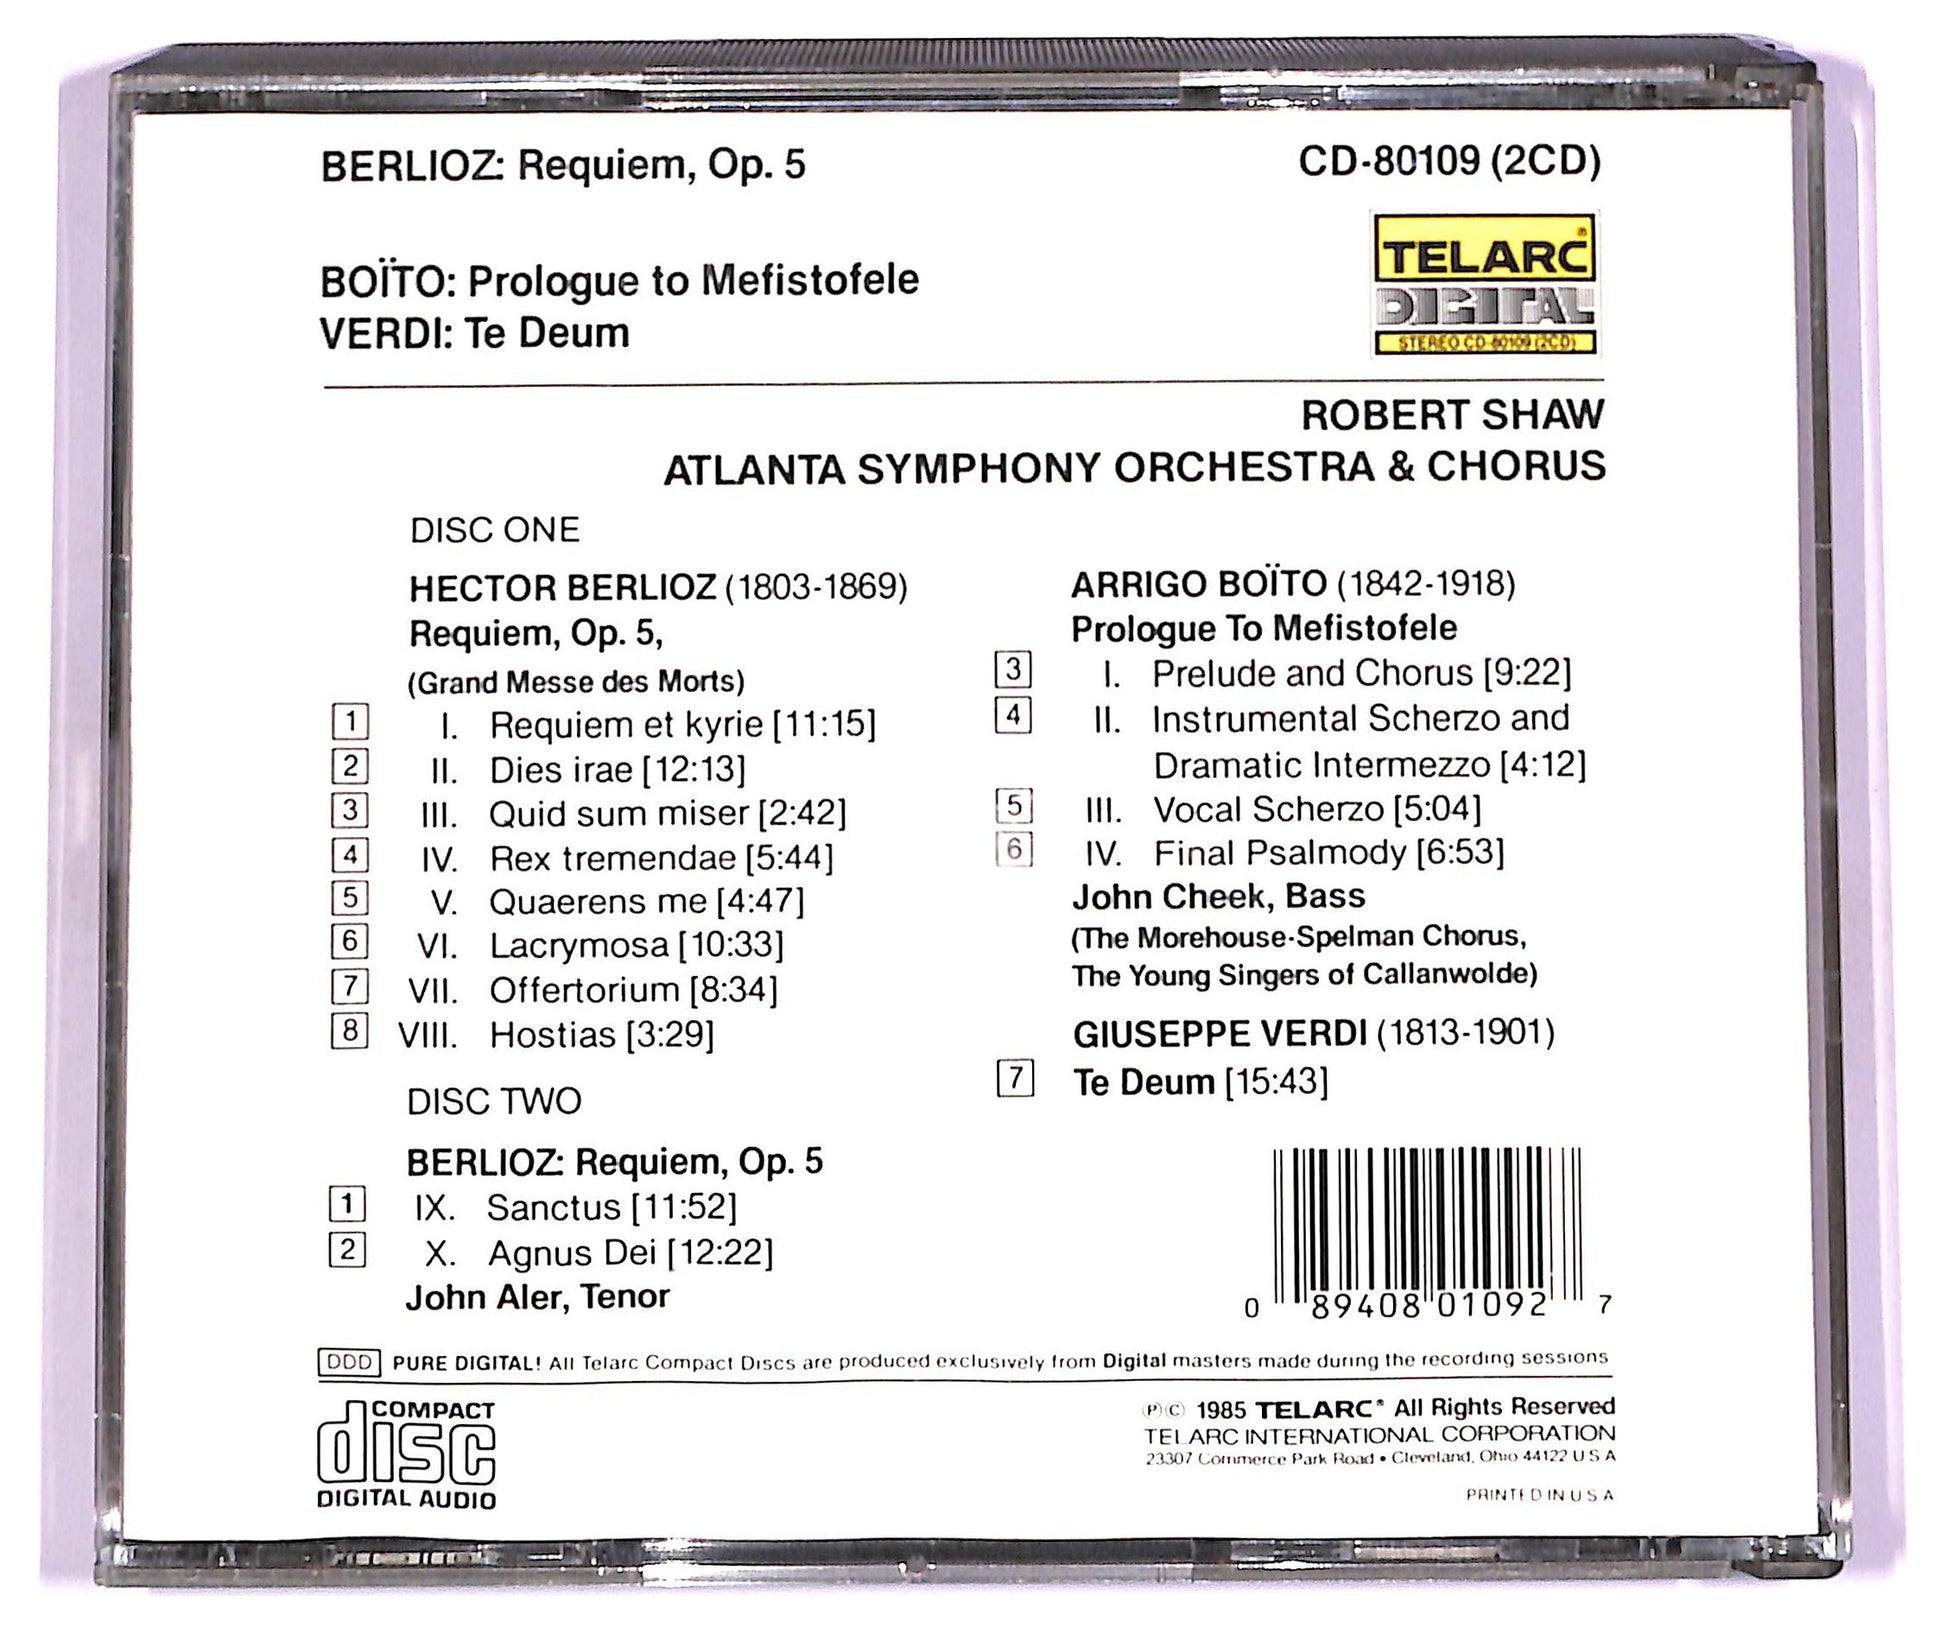 BERLIOZ: Requiem, Op. 5
CD-80109 (2CD)
BOÏTO: Prologue to Mefistofele
VERDI: Te Deum
TELARC®
DIGITAL
STEREO CD-80109 (2CD)
ROBERT SHAW
ATLANTA SYMPHONY ORCHESTRA & CHORUS
DISC ONE
HECTOR BERLIOZ (1803-1869)
Requiem, Op. 5,
(Grand Messe des Morts)
1 I. Requiem et kyrie [11:15]
2 II. Dies irae [12:13]
3 III. Quid sum miser [2:42]
4 IV. Rex tremendae [5:44]
5 V. Quaerens me [4:47]
6 VI. Lacrymosa [10:33]
7 VII. Offertorium [8:34]
8 VIII. Hostias [3:29]
DISC TWO
BERLIOZ: Requiem, Op. 5
1 IX. Sanctus [11:52]
2 X. Agnus Dei [12:22]
John Aler, Tenor
ARRIGO BOÏTO (1842-1918)
Prologue To Mefistofele
3 I. Prelude and Chorus [9:22]
4 II. Instrumental Scherzo and
Dramatic Intermezzo [4:12]
5 III. Vocal Scherzo [5:04]
6 IV. Final Psalmody [6:53]
John Cheek, Bass
(The Morehouse-Spelman Chorus,
The Young Singers of Callanwolde)
GIUSEPPE VERDI (1813-1901)
7 Te Deum [15:43]
0 89408 01092 7
DDD PURE DIGITAL! All Telarc Compact Discs are produced exclusively from Digital masters made during the recording sessions
COMPACT
disc
DIGITAL AUDIO
℗ © 1985 TELARC® All Rights Reserved
TELARC INTERNATIONAL CORPORATION
23307 Commerce Park Road • Cleveland, Ohio 44122 U S A
PRINTED IN U S A